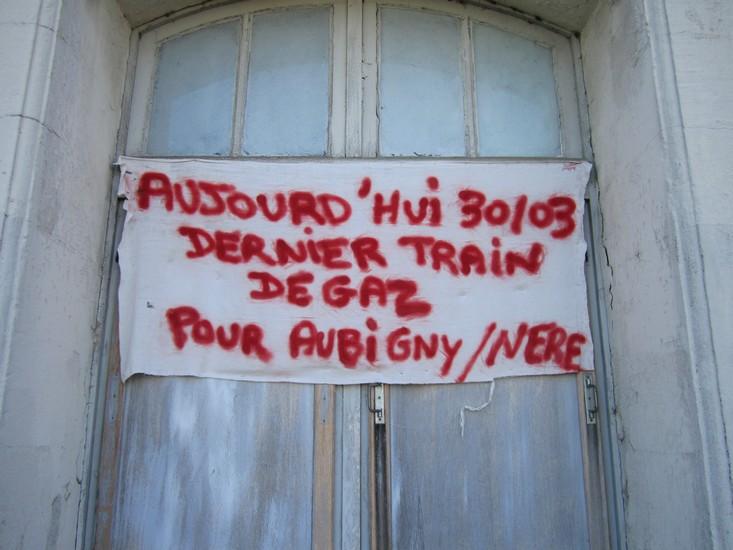 AUJOURD'HUi 30/03
DERNiER TRAiN
DE GAZ
POUR AUBiGNY/NERE